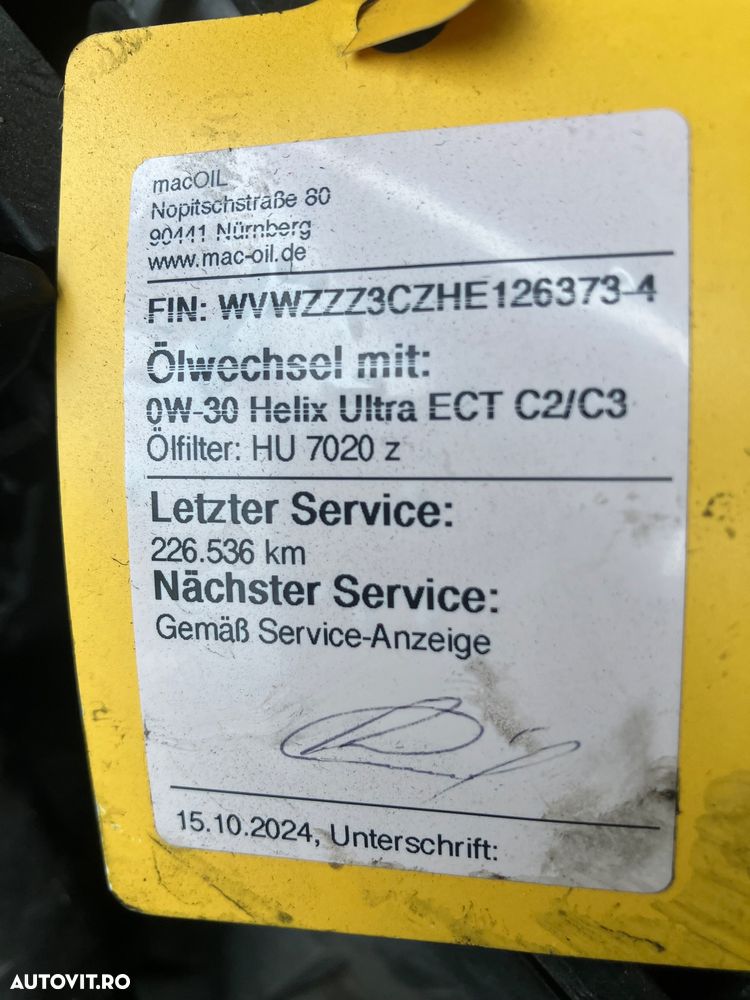 macOIL
Nopitschstraße 80
90441 Nürnberg
www.mac-oil.de
FIN: WVWZZZ3CZHE126373-4
Ölwechsel mit:
0W-30 Helix Ultra ECT C2/C3
Ölfilter: HU 7020 z
Letzter Service:
226.536 km
Nächster Service:
Gemäß Service-Anzeige
15.10.2024, Unterschrift:
AUTOVIT.RO